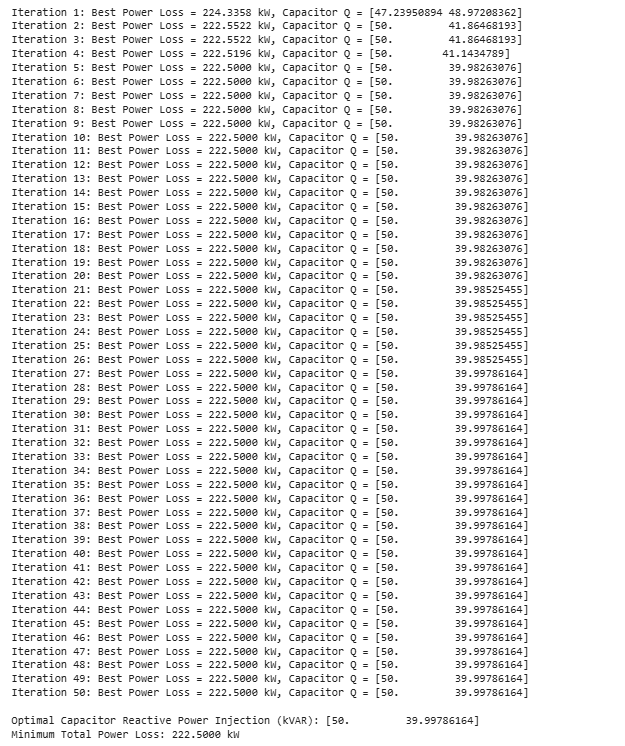 Iteration 1: Best Power Loss = 224.3358 kW, Capacitor Q = [47.23950894 48.97208362]
Iteration 2: Best Power Loss = 222.5522 kW, Capacitor Q = [50.         41.86468193]
Iteration 3: Best Power Loss = 222.5522 kW, Capacitor Q = [50.         41.86468193]
Iteration 4: Best Power Loss = 222.5196 kW, Capacitor Q = [50.        41.1434789]
Iteration 5: Best Power Loss = 222.5000 kW, Capacitor Q = [50.         39.98263076]
Iteration 6: Best Power Loss = 222.5000 kW, Capacitor Q = [50.         39.98263076]
Iteration 7: Best Power Loss = 222.5000 kW, Capacitor Q = [50.         39.98263076]
Iteration 8: Best Power Loss = 222.5000 kW, Capacitor Q = [50.         39.98263076]
Iteration 9: Best Power Loss = 222.5000 kW, Capacitor Q = [50.         39.98263076]
Iteration 10: Best Power Loss = 222.5000 kW, Capacitor Q = [50.         39.98263076]
Iteration 11: Best Power Loss = 222.5000 kW, Capacitor Q = [50.         39.98263076]
Iteration 12: Best Power Loss = 222.5000 kW, Capacitor Q = [50.         39.98263076]
Iteration 13: Best Power Loss = 222.5000 kW, Capacitor Q = [50.         39.98263076]
Iteration 14: Best Power Loss = 222.5000 kW, Capacitor Q = [50.         39.98263076]
Iteration 15: Best Power Loss = 222.5000 kW, Capacitor Q = [50.         39.98263076]
Iteration 16: Best Power Loss = 222.5000 kW, Capacitor Q = [50.         39.98263076]
Iteration 17: Best Power Loss = 222.5000 kW, Capacitor Q = [50.         39.98263076]
Iteration 18: Best Power Loss = 222.5000 kW, Capacitor Q = [50.         39.98263076]
Iteration 19: Best Power Loss = 222.5000 kW, Capacitor Q = [50.         39.98263076]
Iteration 20: Best Power Loss = 222.5000 kW, Capacitor Q = [50.         39.98263076]
Iteration 21: Best Power Loss = 222.5000 kW, Capacitor Q = [50.         39.98525455]
Iteration 22: Best Power Loss = 222.5000 kW, Capacitor Q = [50.         39.98525455]
Iteration 23: Best Power Loss = 222.5000 kW, Capacitor Q = [50.         39.98525455]
Iteration 24: Best Power Loss = 222.5000 kW, Capacitor Q = [50.         39.98525455]
Iteration 25: Best Power Loss = 222.5000 kW, Capacitor Q = [50.         39.98525455]
Iteration 26: Best Power Loss = 222.5000 kW, Capacitor Q = [50.         39.98525455]
Iteration 27: Best Power Loss = 222.5000 kW, Capacitor Q = [50.         39.99786164]
Iteration 28: Best Power Loss = 222.5000 kW, Capacitor Q = [50.         39.99786164]
Iteration 29: Best Power Loss = 222.5000 kW, Capacitor Q = [50.         39.99786164]
Iteration 30: Best Power Loss = 222.5000 kW, Capacitor Q = [50.         39.99786164]
Iteration 31: Best Power Loss = 222.5000 kW, Capacitor Q = [50.         39.99786164]
Iteration 32: Best Power Loss = 222.5000 kW, Capacitor Q = [50.         39.99786164]
Iteration 33: Best Power Loss = 222.5000 kW, Capacitor Q = [50.         39.99786164]
Iteration 34: Best Power Loss = 222.5000 kW, Capacitor Q = [50.         39.99786164]
Iteration 35: Best Power Loss = 222.5000 kW, Capacitor Q = [50.         39.99786164]
Iteration 36: Best Power Loss = 222.5000 kW, Capacitor Q = [50.         39.99786164]
Iteration 37: Best Power Loss = 222.5000 kW, Capacitor Q = [50.         39.99786164]
Iteration 38: Best Power Loss = 222.5000 kW, Capacitor Q = [50.         39.99786164]
Iteration 39: Best Power Loss = 222.5000 kW, Capacitor Q = [50.         39.99786164]
Iteration 40: Best Power Loss = 222.5000 kW, Capacitor Q = [50.         39.99786164]
Iteration 41: Best Power Loss = 222.5000 kW, Capacitor Q = [50.         39.99786164]
Iteration 42: Best Power Loss = 222.5000 kW, Capacitor Q = [50.         39.99786164]
Iteration 43: Best Power Loss = 222.5000 kW, Capacitor Q = [50.         39.99786164]
Iteration 44: Best Power Loss = 222.5000 kW, Capacitor Q = [50.         39.99786164]
Iteration 45: Best Power Loss = 222.5000 kW, Capacitor Q = [50.         39.99786164]
Iteration 46: Best Power Loss = 222.5000 kW, Capacitor Q = [50.         39.99786164]
Iteration 47: Best Power Loss = 222.5000 kW, Capacitor Q = [50.         39.99786164]
Iteration 48: Best Power Loss = 222.5000 kW, Capacitor Q = [50.         39.99786164]
Iteration 49: Best Power Loss = 222.5000 kW, Capacitor Q = [50.         39.99786164]
Iteration 50: Best Power Loss = 222.5000 kW, Capacitor Q = [50.         39.99786164]
Optimal Capacitor Reactive Power Injection (kVAR): [50.         39.99786164]
Minimum Total Power Loss: 222.5000 kW